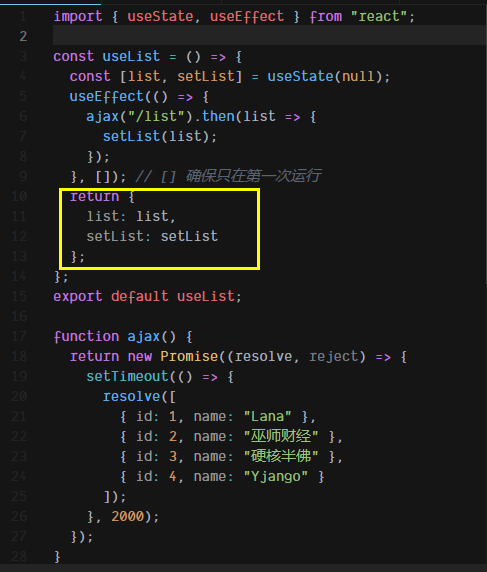 1 import { useState, useEffect } from "react";
2
3 const useList = () => {
4   const [list, setList] = useState(null);
5   useEffect(() => {
6     ajax("/list").then(list => {
7       setList(list);
8     });
9   }, []); // [] 确保只在第一次运行
10   return {
11     list: list,
12     setList: setList
13   };
14 };
15 export default useList;
16
17 function ajax() {
18   return new Promise((resolve, reject) => {
19     setTimeout(() => {
20       resolve([
21         { id: 1, name: "Lana" },
22         { id: 2, name: "巫师财经" },
23         { id: 3, name: "硬核半佛" },
24         { id: 4, name: "Yjango" }
25       ]);
26     }, 2000);
27   });
28 }